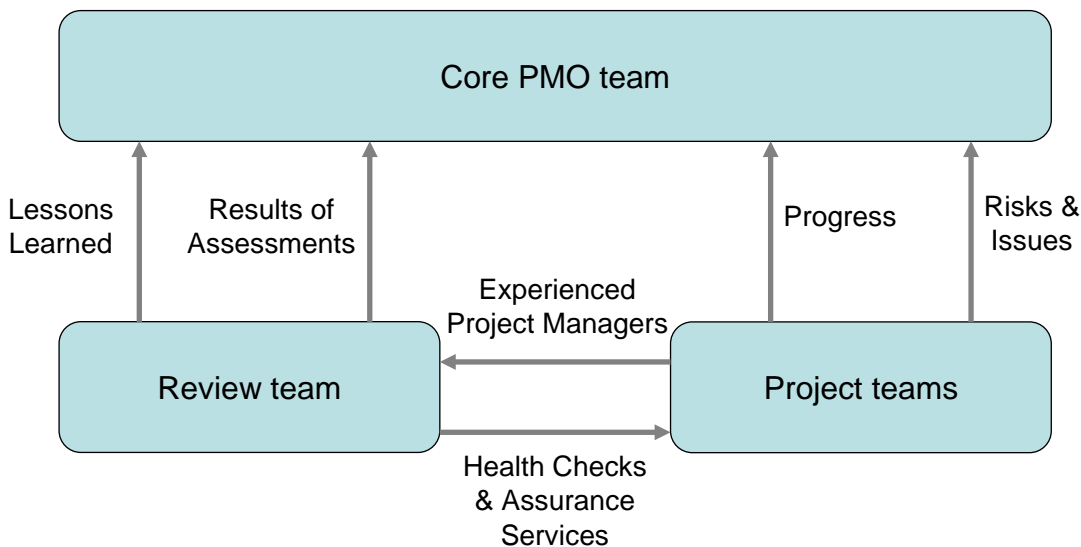 Core PMO team
Lessons
Learned
Results of
Assessments
Progress
Risks &
Issues
Experienced
Project Managers
Review team
Project teams
Health Checks
& Assurance
Services